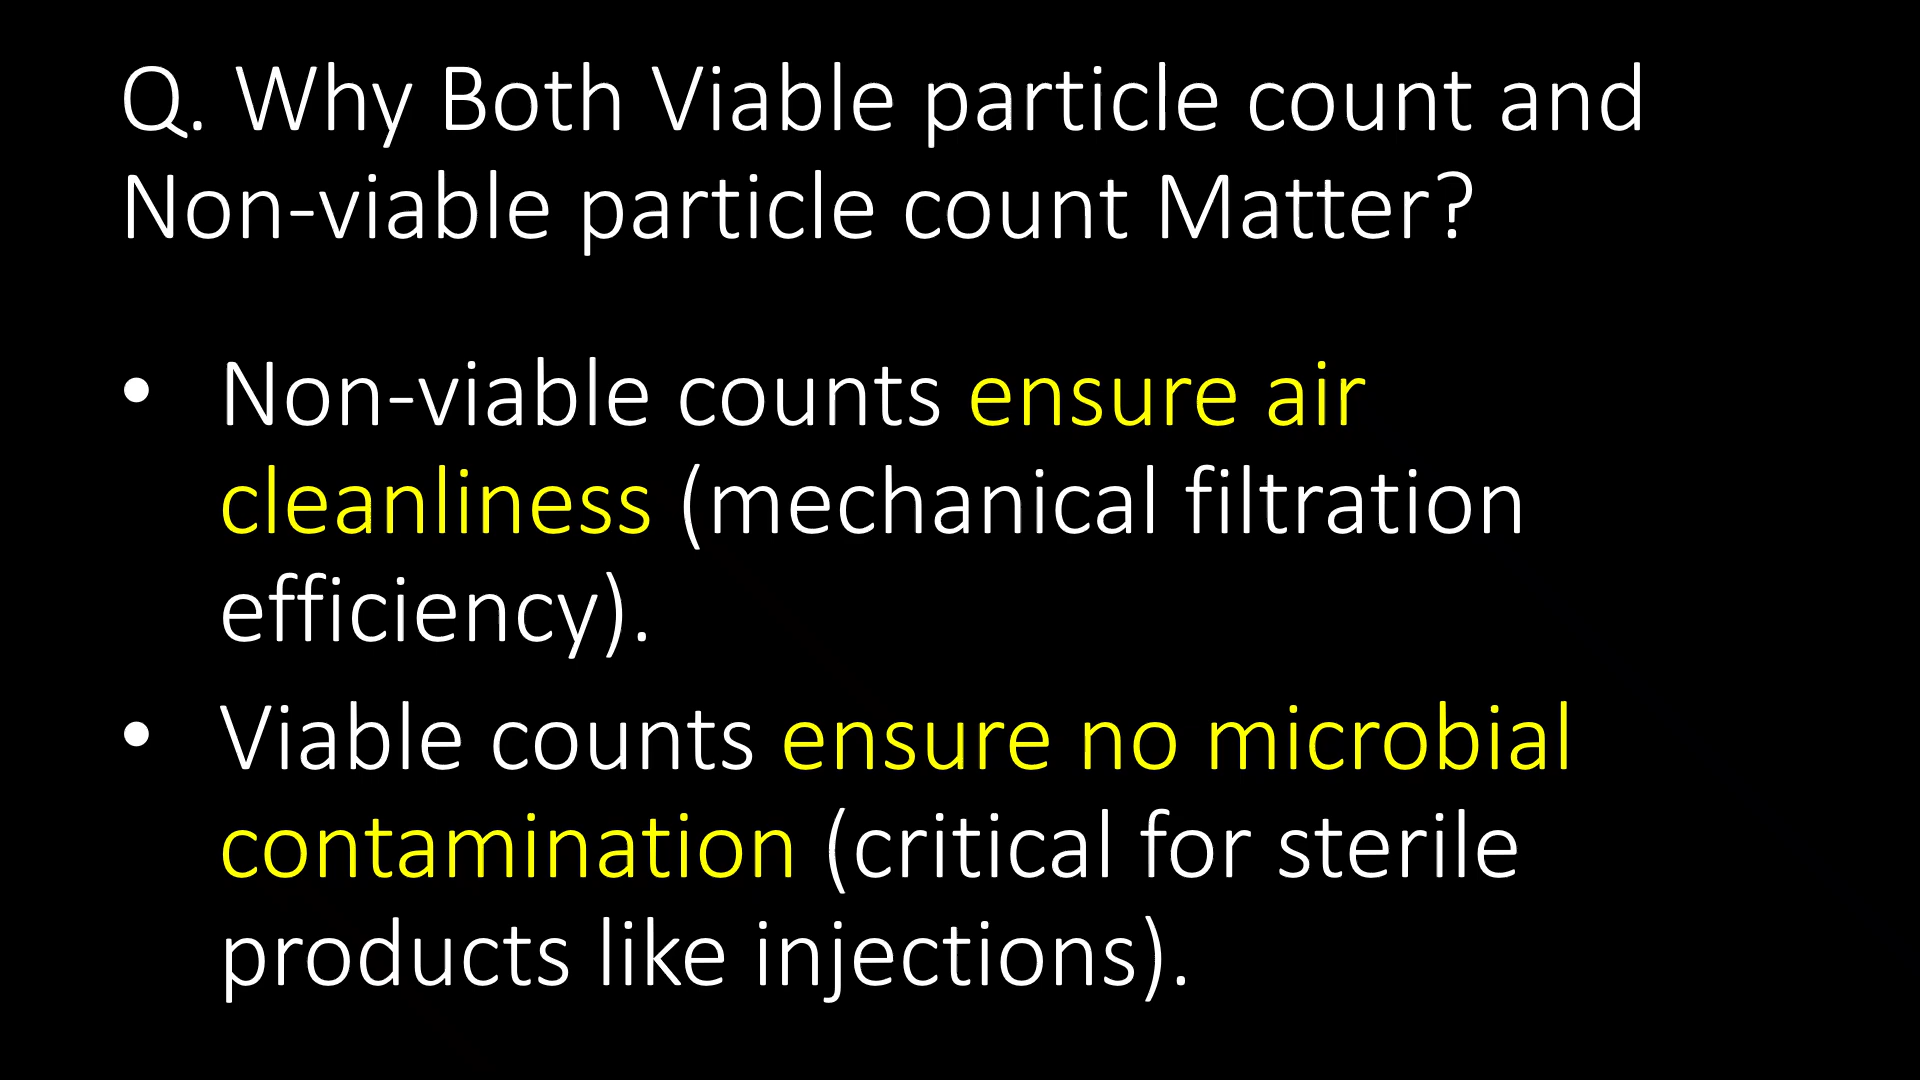 Q. Why Both Viable particle count and
Non-viable particle count Matter?
• Non-viable counts ensure air
cleanliness (mechanical filtration
efficiency).
• Viable counts ensure no microbial
contamination (critical for sterile
products like injections).